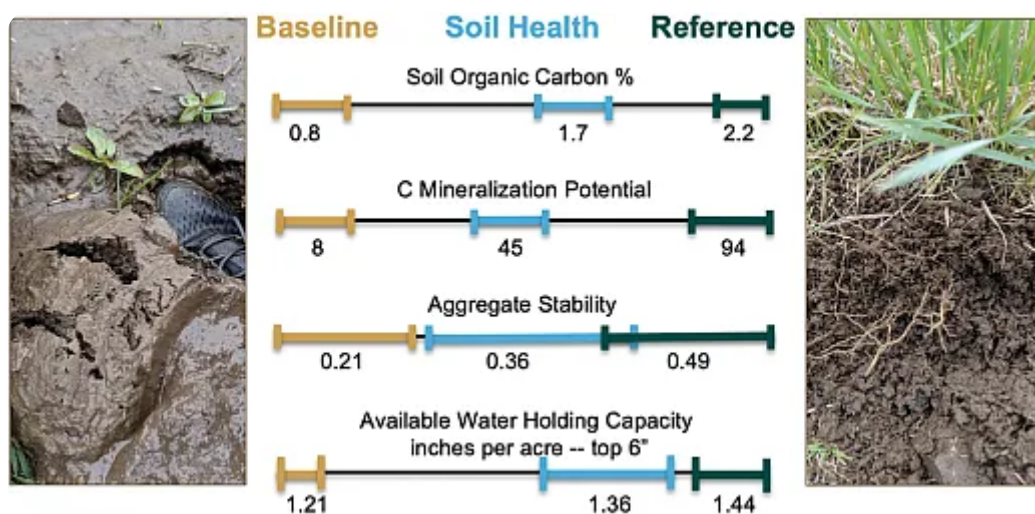 Baseline Soil Health Reference
Soil Organic Carbon %
0.8 1.7 2.2
C Mineralization Potential
8 45 94
Aggregate Stability
0.21 0.36 0.49
Available Water Holding Capacity
inches per acre -- top 6”
1.21 1.36 1.44